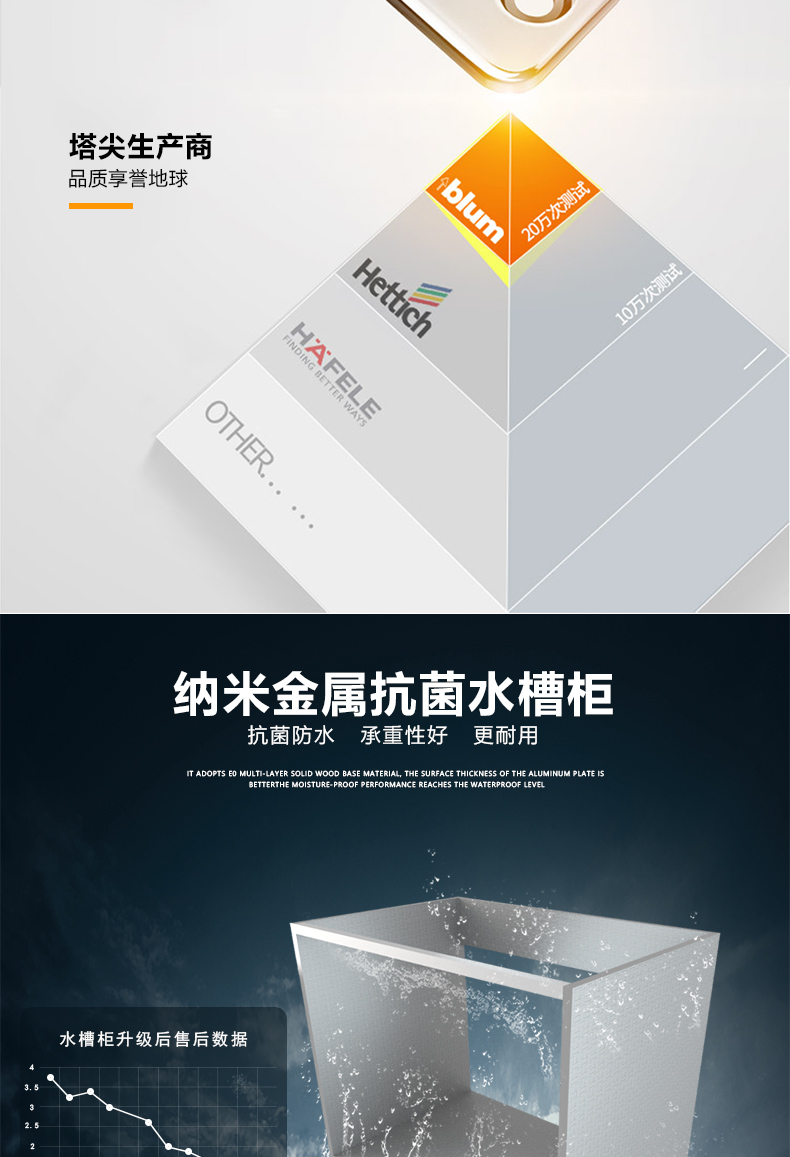 塔尖生产商
品质享誉地球
blum
20万次测试
Hettich
10万次测试
HÄFELE
FINDING BETTER WAYS
OTHER... ...
纳米金属抗菌水槽柜
抗菌防水 承重性好 更耐用
IT ADOPTS E0 MULTI-LAYER SOLID WOOD BASE MATERIAL, THE SURFACE THICKNESS OF THE ALUMINUM PLATE IS
BETTERTHE MOISTURE-PROOF PERFORMANCE REACHES THE WATERPROOF LEVEL
水槽柜升级后售后数据
4
3.5
3
2.5
2